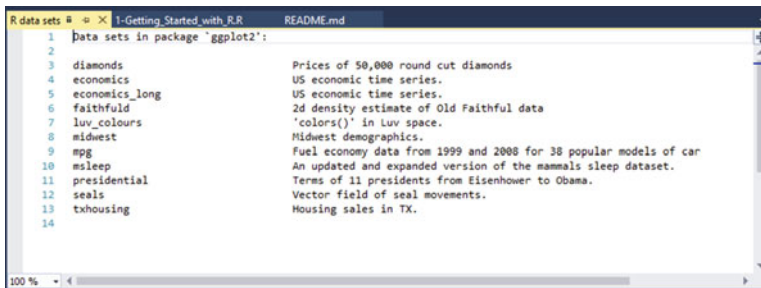 R data sets 1-Getting_Started_with_R.R README.md
1 Data sets in package `ggplot2':
2
3 diamonds Prices of 50,000 round cut diamonds
4 economics US economic time series.
5 economics_long US economic time series.
6 faithfuld 2d density estimate of Old Faithful data
7 luv_colours 'colors()' in Luv space.
8 midwest Midwest demographics.
9 mpg Fuel economy data from 1999 and 2008 for 38 popular models of car
10 msleep An updated and expanded version of the mammals sleep dataset.
11 presidential Terms of 11 presidents from Eisenhower to Obama.
12 seals Vector field of seal movements.
13 txhousing Housing sales in TX.
14
100 %